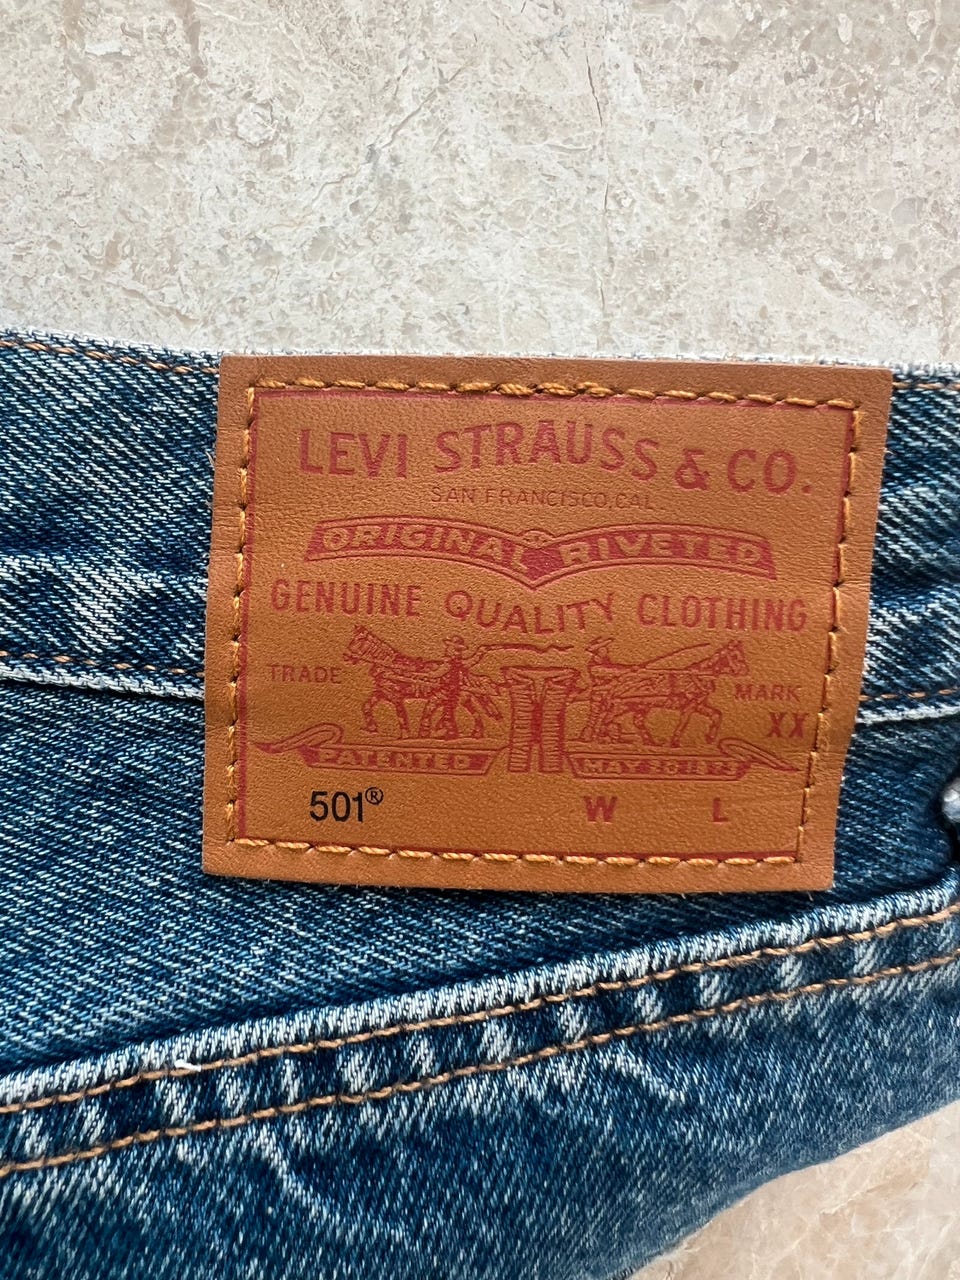 LEVI STRAUSS & CO.
SAN FRANCISCO, CAL
ORIGINAL RIVETED
GENUINE QUALITY CLOTHING
TRADE MARK
XX
PATENTED MAY 20 1873
501® W L